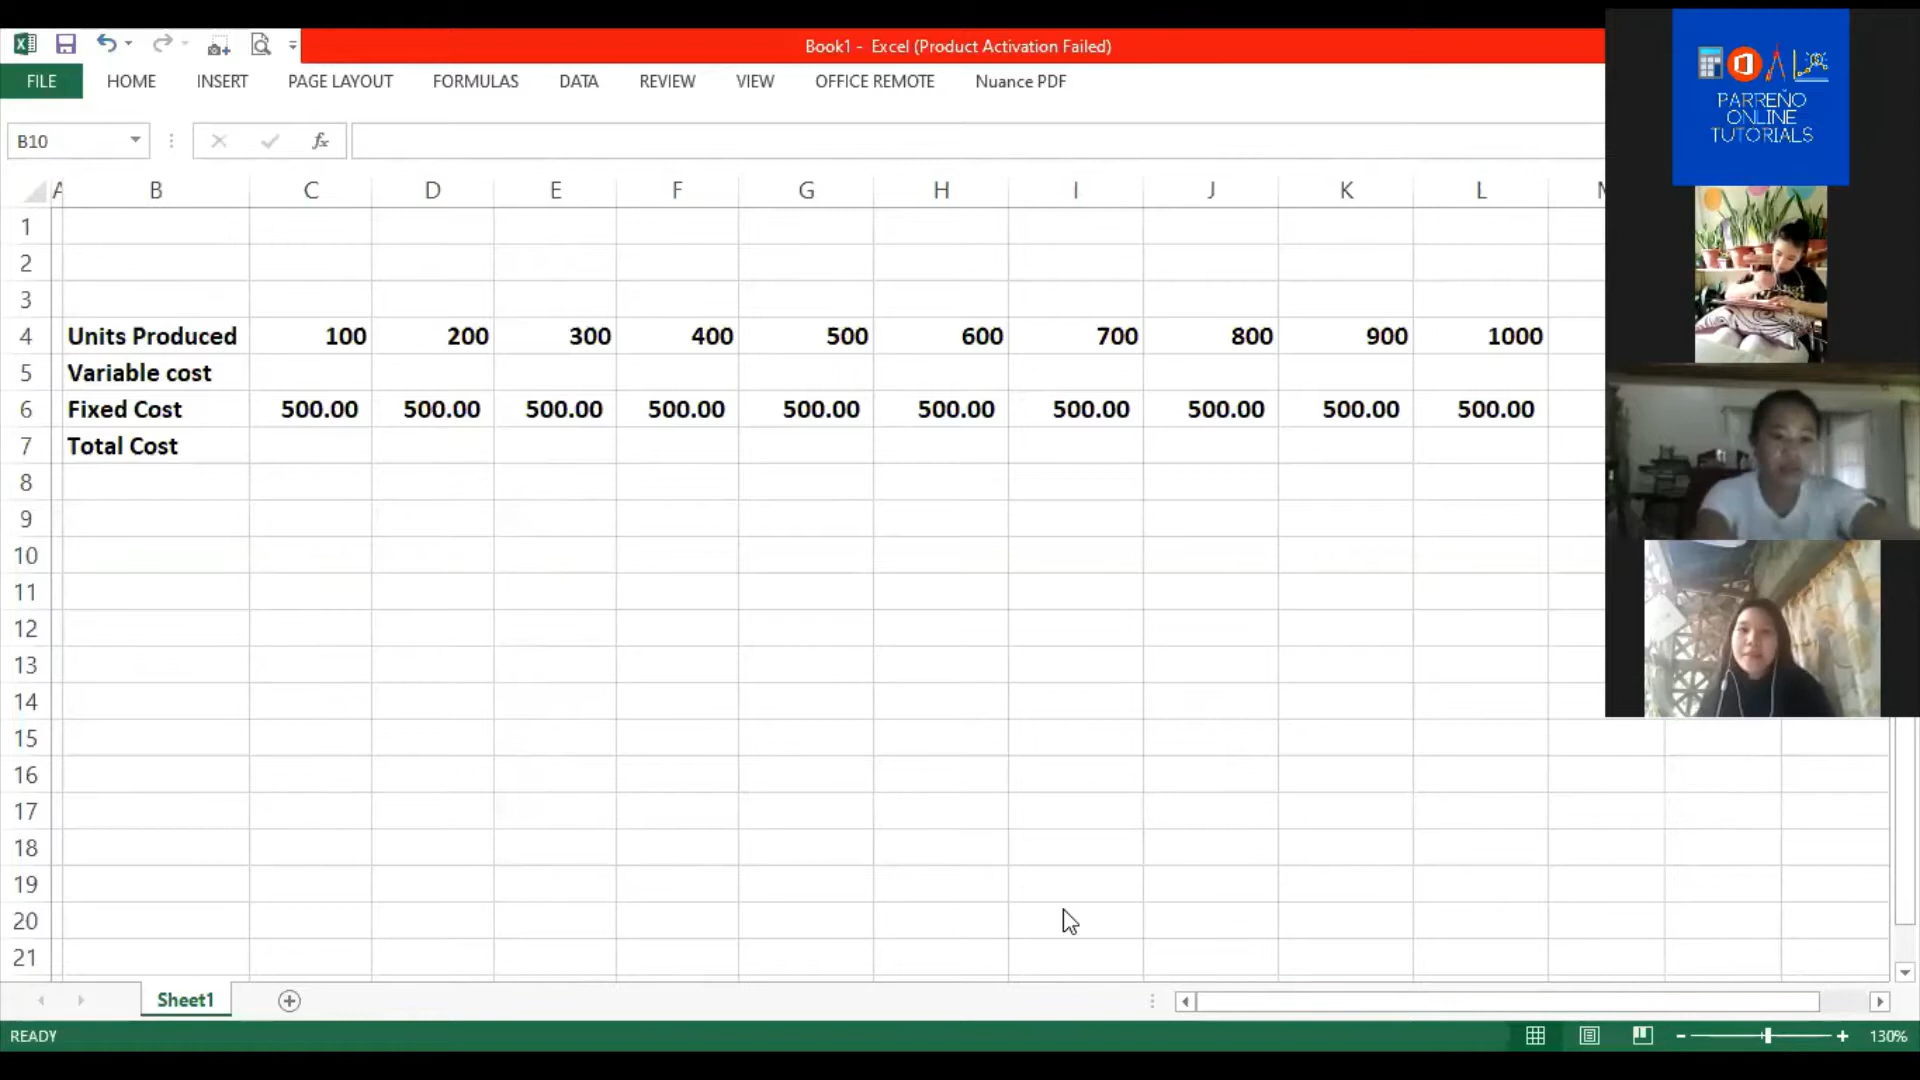 Book1 - Excel (Product Activation Failed)
FILE HOME INSERT PAGE LAYOUT FORMULAS DATA REVIEW VIEW OFFICE REMOTE Nuance PDF
B10 fx
A B C D E F G H I J K L
1
2
3
4 Units Produced 100 200 300 400 500 600 700 800 900 1000
5 Variable cost
6 Fixed Cost 500.00 500.00 500.00 500.00 500.00 500.00 500.00 500.00 500.00 500.00
7 Total Cost
8
9
10
11
12
13
14
15
16
17
18
19
20
21
Sheet1
READY 130%
PARREÑO
ONLINE
TUTORIALS